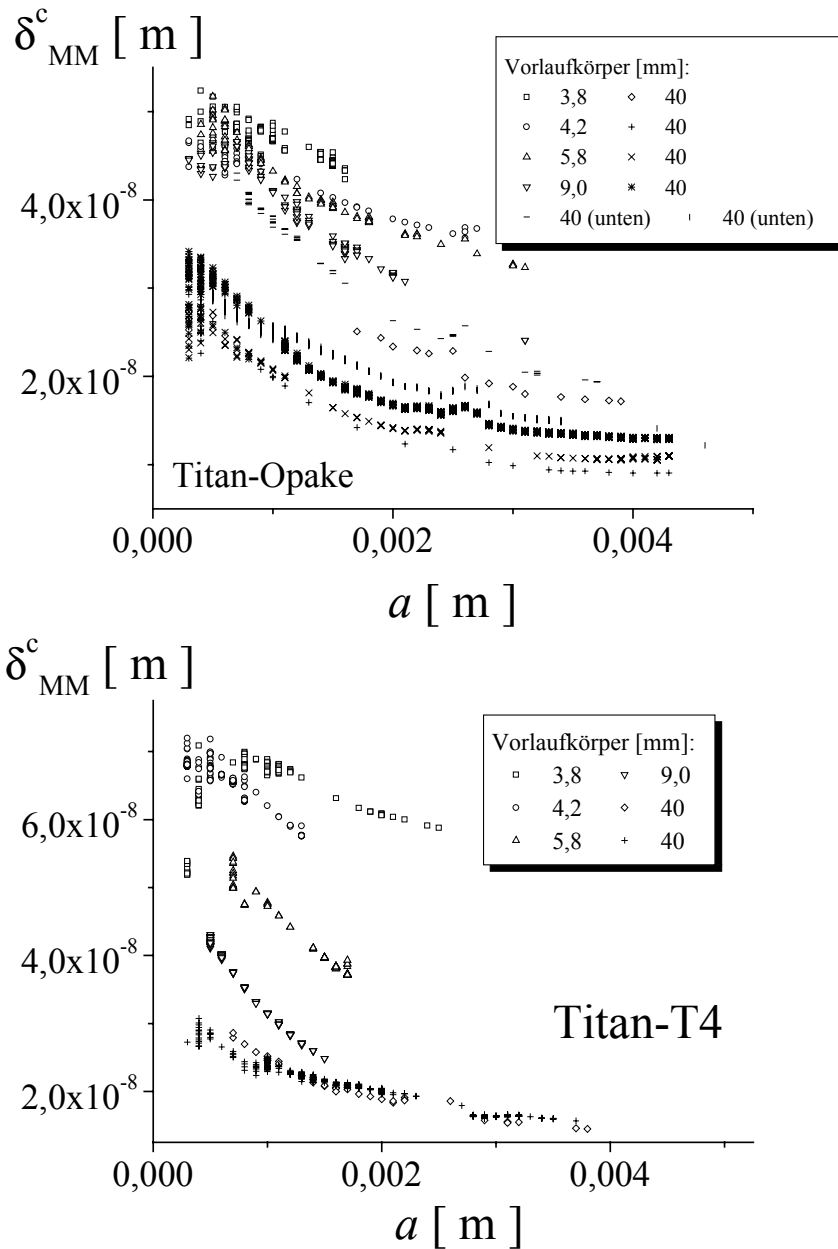 δᶜ_MM [ m ]
Vorlaufkörper [mm]:
3,8 40
4,2 40
5,8 40
9,0 40
40 (unten) 40 (unten)
4,0x10⁻⁸
2,0x10⁻⁸
Titan-Opake
0,000 0,002 0,004
a [ m ]
δᶜ_MM [ m ]
Vorlaufkörper [mm]:
3,8 9,0
4,2 40
5,8 40
6,0x10⁻⁸
4,0x10⁻⁸
Titan-T4
2,0x10⁻⁸
0,000 0,002 0,004
a [ m ]